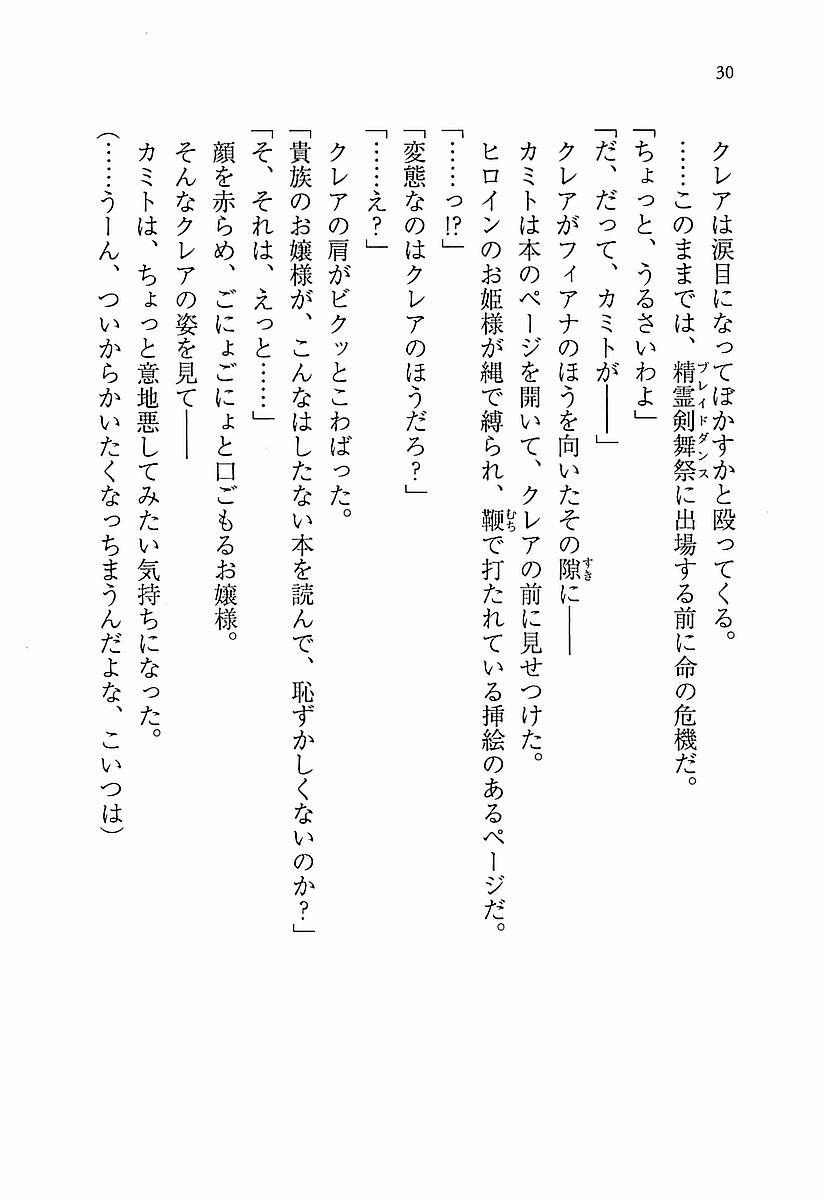 30
クレアは涙目になってぽかすかと殴ってくる。
……このままでは、精霊剣舞祭に出場する前に命の危機だ。
ブレイドダンス
「ちょっと、うるさいわよ」
「だ、だって、カミトが――」
クレアがフィアナのほうを向いたその隙に――
すき
カミトは本のページを開いて、クレアの前に見せつけた。
ヒロインのお姫様が縄で縛られ、鞭で打たれている挿絵のあるページだ。
むち
「……っ!?」
「変態なのはクレアのほうだろ?」
「……え?」
クレアの肩がビクッとこわばった。
「貴族のお嬢様が、こんなはしたない本を読んで、恥ずかしくないのか?」
「そ、それは、えっと……」
顔を赤らめ、ごにょごにょと口ごもるお嬢様。
そんなクレアの姿を見て――
カミトは、ちょっと意地悪してみたい気持ちになった。
(……うーん、ついからかいたくなっちまうんだよな、こいつは)